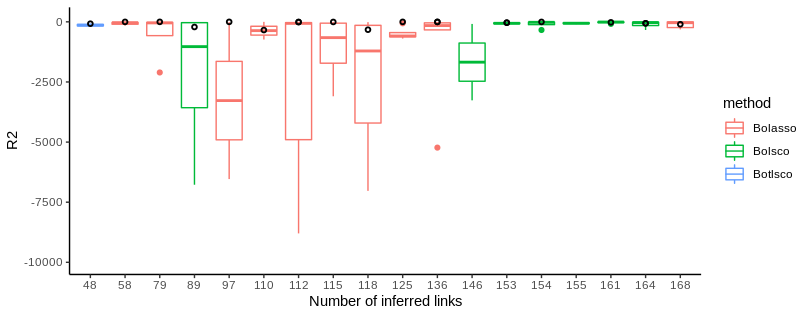 0
-2500
-5000
-7500
-10000
R2
48 58 79 89 97 110 112 115 118 125 136 146 153 154 155 161 164 168
Number of inferred links
method
Bolasso
Bolsco
Botlsco